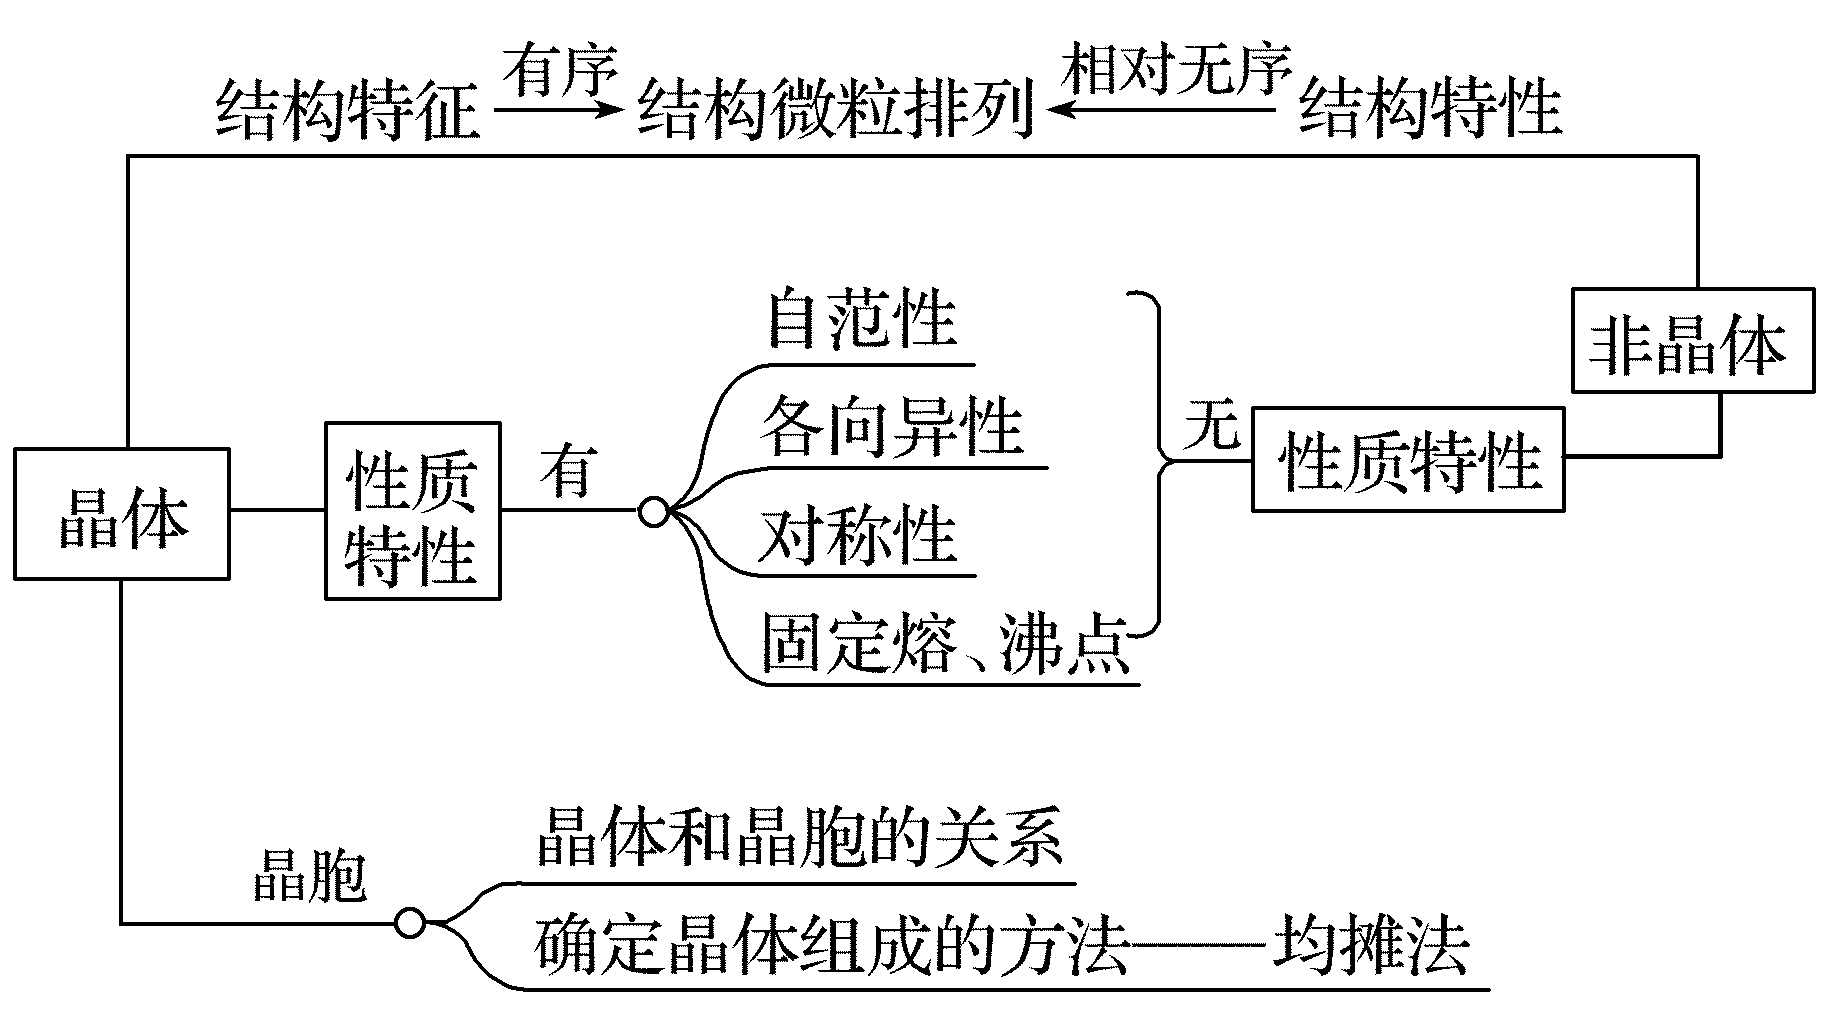 结构特征 有序 结构微粒排列 相对无序 结构特性
自范性
非晶体
各向异性
无
性质特性
晶体
性质
特性
有
对称性
固定熔、沸点
晶体和晶胞的关系
晶胞
确定晶体组成的方法——均摊法